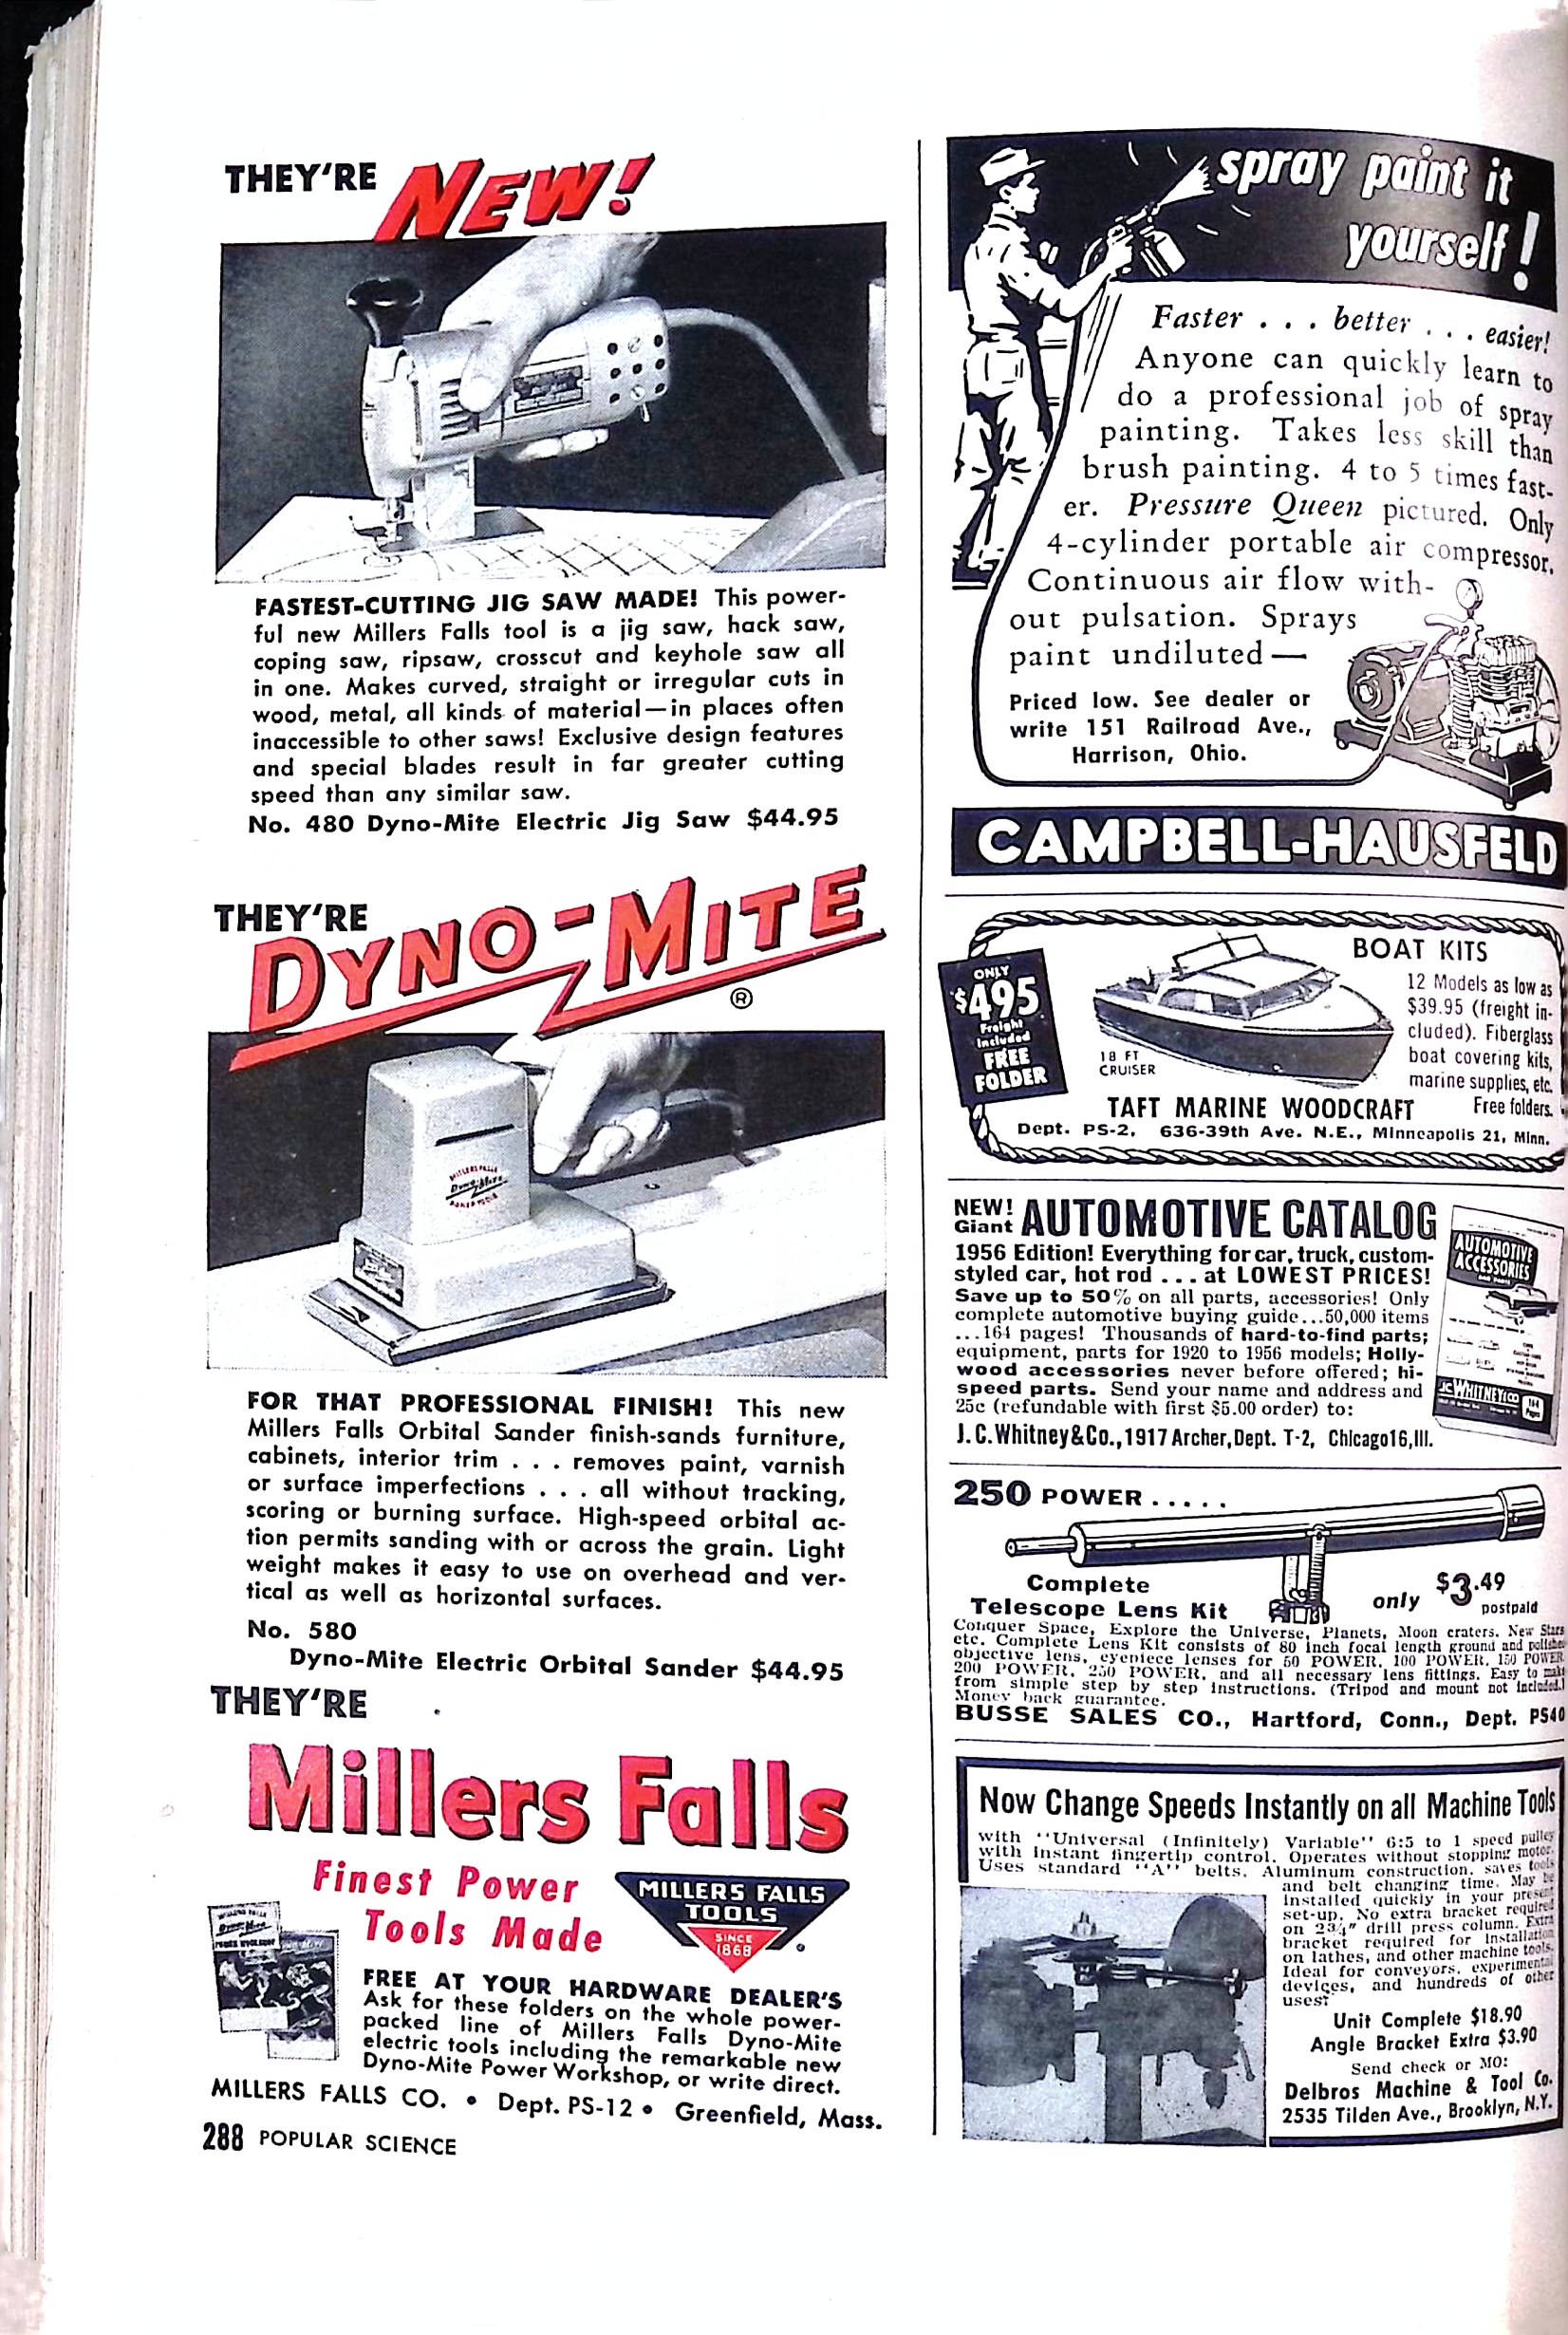 THEY'RE NEW!
FASTEST-CUTTING JIG SAW MADE! This power-
ful new Millers Falls tool is a jig saw, hack saw,
coping saw, ripsaw, crosscut and keyhole saw all
in one. Makes curved, straight or irregular cuts in
wood, metal, all kinds of material—in places often
inaccessible to other saws! Exclusive design features
and special blades result in far greater cutting
speed than any similar saw.
No. 480 Dyno-Mite Electric Jig Saw $44.95
THEY'RE
DYNO-MITE
®
MILLERS FALLS
DYNO-MITE
POWER TOOLS
FOR THAT PROFESSIONAL FINISH! This new
Millers Falls Orbital Sander finish-sands furniture,
cabinets, interior trim . . . removes paint, varnish
or surface imperfections . . . all without tracking,
scoring or burning surface. High-speed orbital ac-
tion permits sanding with or across the grain. Light
weight makes it easy to use on overhead and ver-
tical as well as horizontal surfaces.
No. 580
Dyno-Mite Electric Orbital Sander $44.95
THEY'RE
Millers Falls
Finest Power
Tools Made
MILLERS FALLS
TOOLS
SINCE
1868
FREE AT YOUR HARDWARE DEALER'S
Ask for these folders on the whole power-
packed line of Millers Falls Dyno-Mite
electric tools including the remarkable new
Dyno-Mite Power Workshop, or write direct.
MILLERS FALLS CO. • Dept. PS-12 • Greenfield, Mass.
288 POPULAR SCIENCE
spray paint it
yourself!
Faster . . . better . . . easier!
Anyone can quickly learn to
do a professional job of spray
painting. Takes less skill than
brush painting. 4 to 5 times fast-
er. Pressure Queen pictured. Only
4-cylinder portable air compressor.
Continuous air flow with-
out pulsation. Sprays
paint undiluted—
Priced low. See dealer or
write 151 Railroad Ave.,
Harrison, Ohio.
CAMPBELL-HAUSFELD
ONLY
$495
Freight
Included
FREE
FOLDER
18 FT
CRUISER
BOAT KITS
12 Models as low as
$39.95 (freight in-
cluded). Fiberglass
boat covering kits,
marine supplies, etc.
Free folders.
TAFT MARINE WOODCRAFT
Dept. PS-2, 636-39th Ave. N.E., Minneapolis 21, Minn.
NEW!
Giant AUTOMOTIVE CATALOG
1956 Edition! Everything for car, truck, custom-
styled car, hot rod ... at LOWEST PRICES!
Save up to 50% on all parts, accessories! Only
complete automotive buying guide...50,000 items
...164 pages! Thousands of hard-to-find parts;
equipment, parts for 1920 to 1956 models; Holly-
wood accessories never before offered; hi-
speed parts. Send your name and address and
25c (refundable with first $5.00 order) to:
J.C.Whitney&Co.,1917 Archer,Dept. T-2, Chicago16,Ill.
AUTOMOTIVE
ACCESSORIES
J.C. WHITNEY & CO
164
Pages
250 POWER.....
Complete
Telescope Lens Kit
only $3.49
postpaid
Conquer Space, Explore the Universe, Planets, Moon craters. New Stars
etc. Complete Lens Kit consists of 80 inch focal length ground and polished
objective lens, eyepiece lenses for 50 POWER, 100 POWER, 150 POWER
200 POWER, 250 POWER, and all necessary lens fittings. Easy to make
from simple step by step instructions. (Tripod and mount not included.)
Money back guarantee.
BUSSE SALES CO., Hartford, Conn., Dept. PS40
Now Change Speeds Instantly on all Machine Tools
with "Universal (Infinitely) Variable" 6:5 to 1 speed pulley
with instant fingertip control. Operates without stopping motor.
Uses standard "A" belts. Aluminum construction, saves tools
and belt changing time. May be
installed quickly in your present
set-up. No extra bracket required
on 2¾" drill press column. Extra
bracket required for installation
on lathes, and other machine tools.
Ideal for conveyors, experimental
devices, and hundreds of other
uses.
Unit Complete $18.90
Angle Bracket Extra $3.90
Send check or MO:
Delbros Machine & Tool Co.
2535 Tilden Ave., Brooklyn, N.Y.